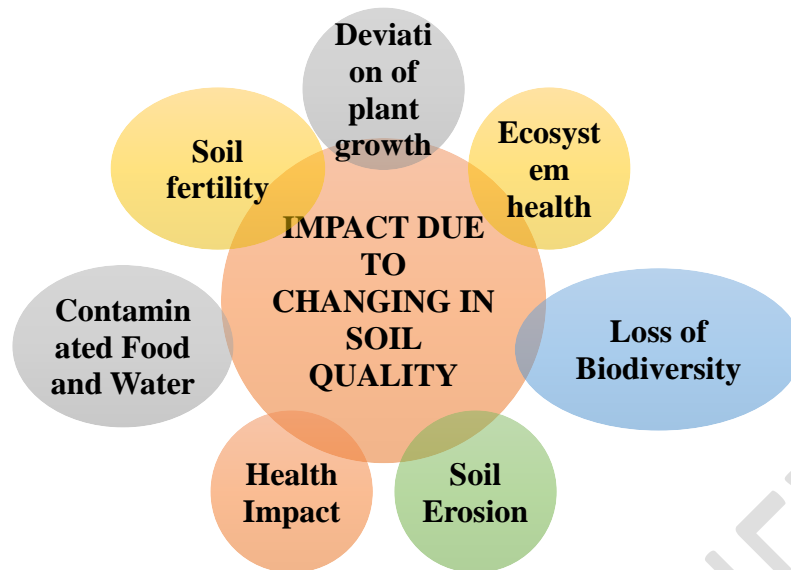 Deviati
on of
plant
growth
Ecosyst
em
health
Soil
fertility
IMPACT DUE
TO
CHANGING IN
SOIL
QUALITY
Contamin
ated Food
and Water
Loss of
Biodiversity
Health
Impact
Soil
Erosion